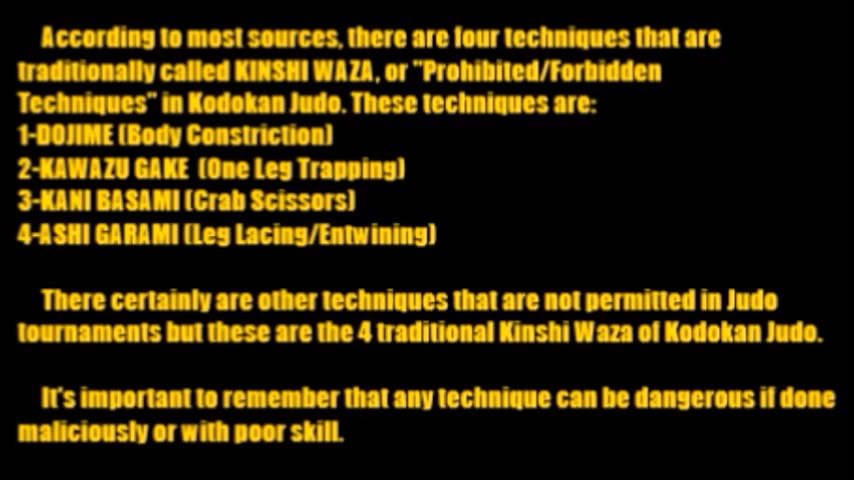 According to most sources, there are four techniques that are
traditionally called KINSHI WAZA, or "Prohibited/Forbidden
Techniques" in Kodokan Judo. These techniques are:
1-DOJIME (Body Constriction)
2-KAWAZU GAKE (One Leg Trapping)
3-KANI BASAMI (Crab Scissors)
4-ASHI GARAMI (Leg Lacing/Entwining)
There certainly are other techniques that are not permitted in Judo
tournaments but these are the 4 traditional Kinshi Waza of Kodokan Judo.
It's important to remember that any technique can be dangerous if done
maliciously or with poor skill.